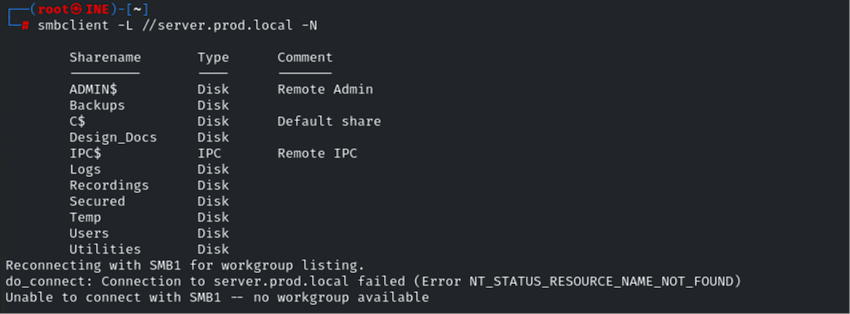 ┌──(root㉿INE)-[~]
└─# smbclient -L //server.prod.local -N
Sharename Type Comment
--------- ---- -------
ADMIN$ Disk Remote Admin
Backups Disk
C$ Disk Default share
Design_Docs Disk
IPC$ IPC Remote IPC
Logs Disk
Recordings Disk
Secured Disk
Temp Disk
Users Disk
Utilities Disk
Reconnecting with SMB1 for workgroup listing.
do_connect: Connection to server.prod.local failed (Error NT_STATUS_RESOURCE_NAME_NOT_FOUND)
Unable to connect with SMB1 -- no workgroup available